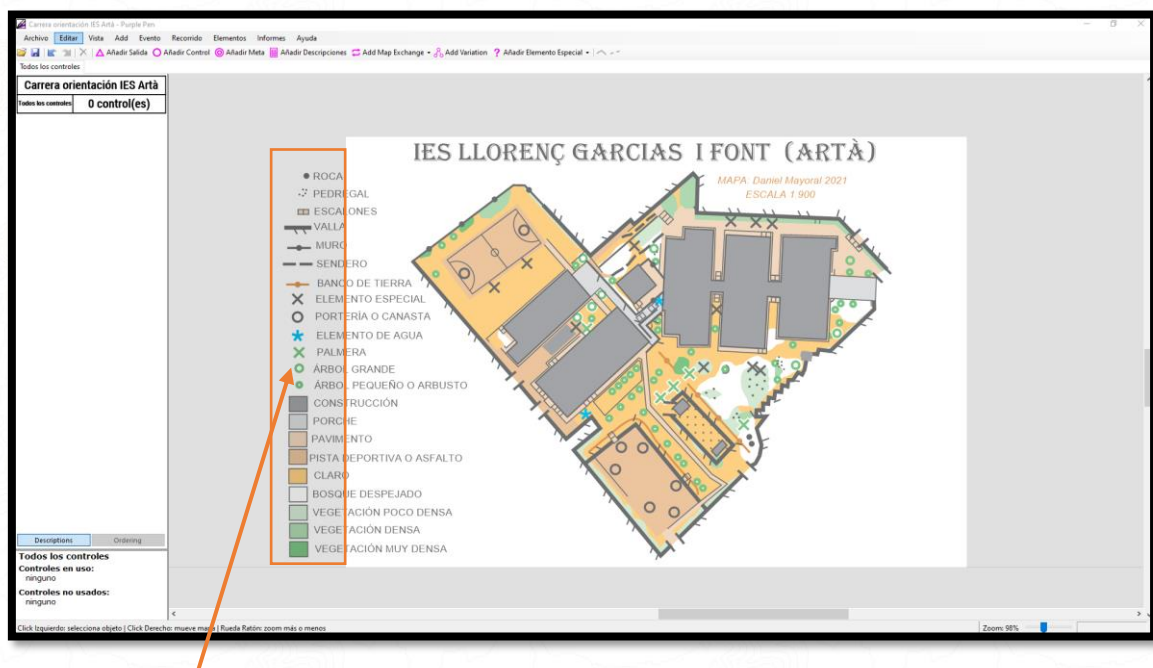 Carrera orientación IES Artà - Purple Pen
Archivo Editar Vista Add Evento Recorrido Elementos Informes Ayuda
Añadir Salida Añadir Control Añadir Meta Añadir Descripciones Add Map Exchange Add Variation ? Añadir Elemento Especial
Todos los controles
Carrera orientación IES Artà
Todos los controles 0 control(es)
IES LLORENÇ GARCIAS I FONT (ARTÀ)
MAPA: Daniel Mayoral 2021
ESCALA 1:900
ROCA
PEDREGAL
ESCALONES
VALLA
MURO
SENDERO
BANCO DE TIERRA
ELEMENTO ESPECIAL
PORTERÍA O CANASTA
ELEMENTO DE AGUA
PALMERA
ÁRBOL GRANDE
ÁRBOL PEQUEÑO O ARBUSTO
CONSTRUCCIÓN
PORCHE
PAVIMENTO
PISTA DEPORTIVA O ASFALTO
CLARO
BOSQUE DESPEJADO
VEGETACIÓN POCO DENSA
VEGETACIÓN DENSA
VEGETACIÓN MUY DENSA
Descriptions Ordering
Todos los controles
Controles en uso:
ninguno
Controles no usados:
ninguno
Click Izquierdo: selecciona objeto | Click Derecho: mueve mapa | Rueda Ratón: zoom más o menos
Zoom: 98%